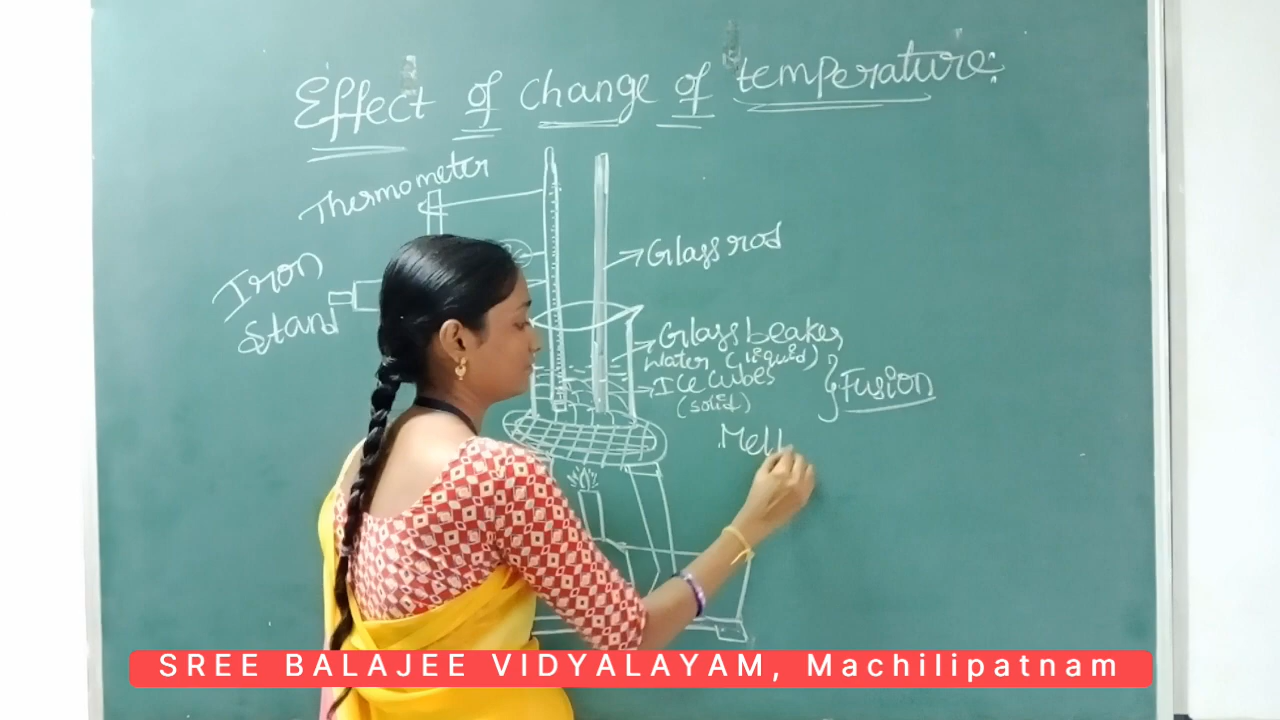 Effect of change of temperature:
Thermometer
Iron
Stand
Glass rod
Glass beaker
Water (liquid)
Ice cubes
(solid)
Fusion
Melt
SREE BALAJEE VIDYALAYAM, Machilipatnam